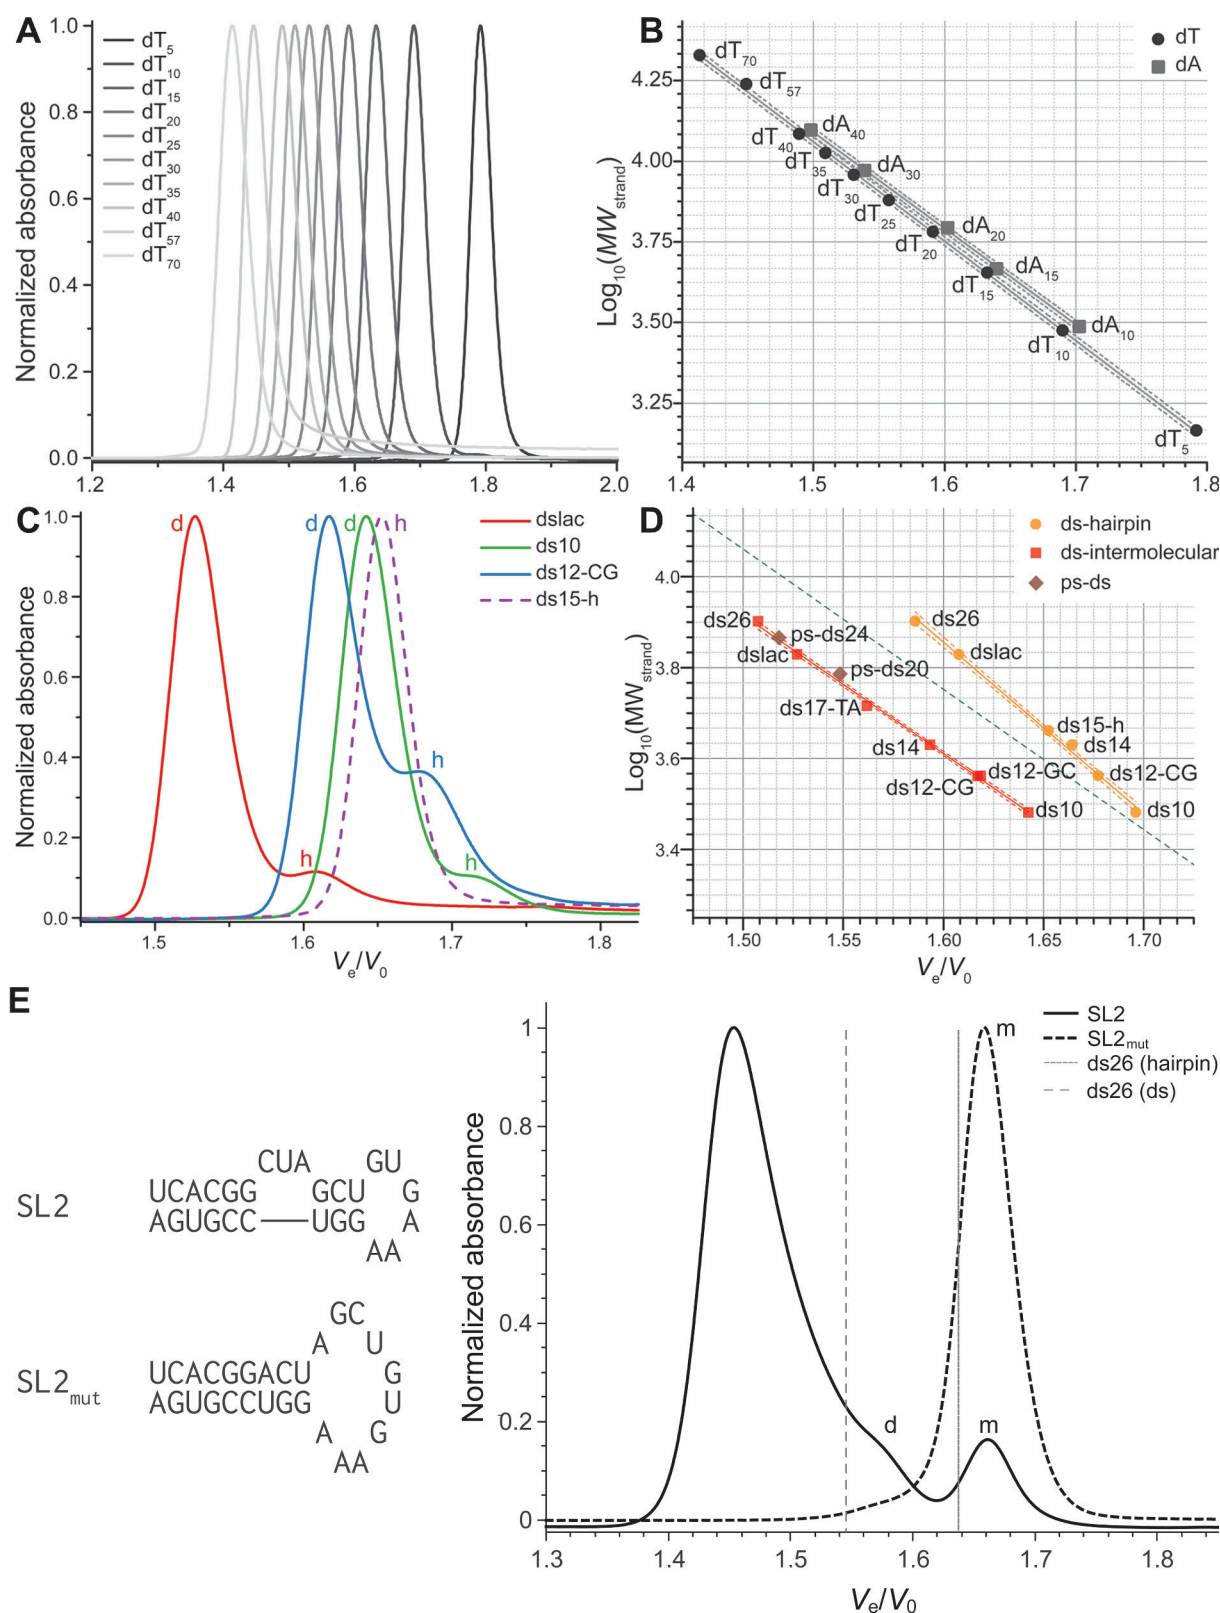 A
1.0
0.8
0.6
0.4
0.2
0.0
Normalized absorbance
dT5
dT10
dT15
dT20
dT25
dT30
dT35
dT40
dT57
dT70
1.2 1.4 1.6 1.8 2.0
B
dT
dA
4.25
4.00
3.75
3.50
3.25
Log10(MWstrand)
dT70
dT57
dT40
dA40
dT35
dA30
dT30
dT25
dA20
dT20
dA15
dT15
dA10
dT10
dT5
1.4 1.5 1.6 1.7 1.8
C
1.0
0.8
0.6
0.4
0.2
0.0
Normalized absorbance
d d d h
h h h
dslac
ds10
ds12-CG
ds15-h
1.5 1.6 1.7 1.8
Ve/V0
D
ds-hairpin
ds-intermolecular
ps-ds
4.0
3.8
3.6
3.4
Log10(MWstrand)
ds26
ps-ds24
dslac
ps-ds20
ds17-TA
ds14
ds12-GC
ds12-CG
ds10
ds26
dslac
ds15-h
ds14
ds12-CG
ds10
1.50 1.55 1.60 1.65 1.70
Ve/V0
E
SL2
CUA GU
UCACGG GCU G
AGUGCC UGG A
AA
SL2mut
GC
A U
UCACGGACU G
AGUGCCUGG U
A G
AA
1
0.8
0.6
0.4
0.2
0
Normalized absorbance
m
d m
SL2
SL2mut
ds26 (hairpin)
ds26 (ds)
1.3 1.4 1.5 1.6 1.7 1.8
Ve/V0